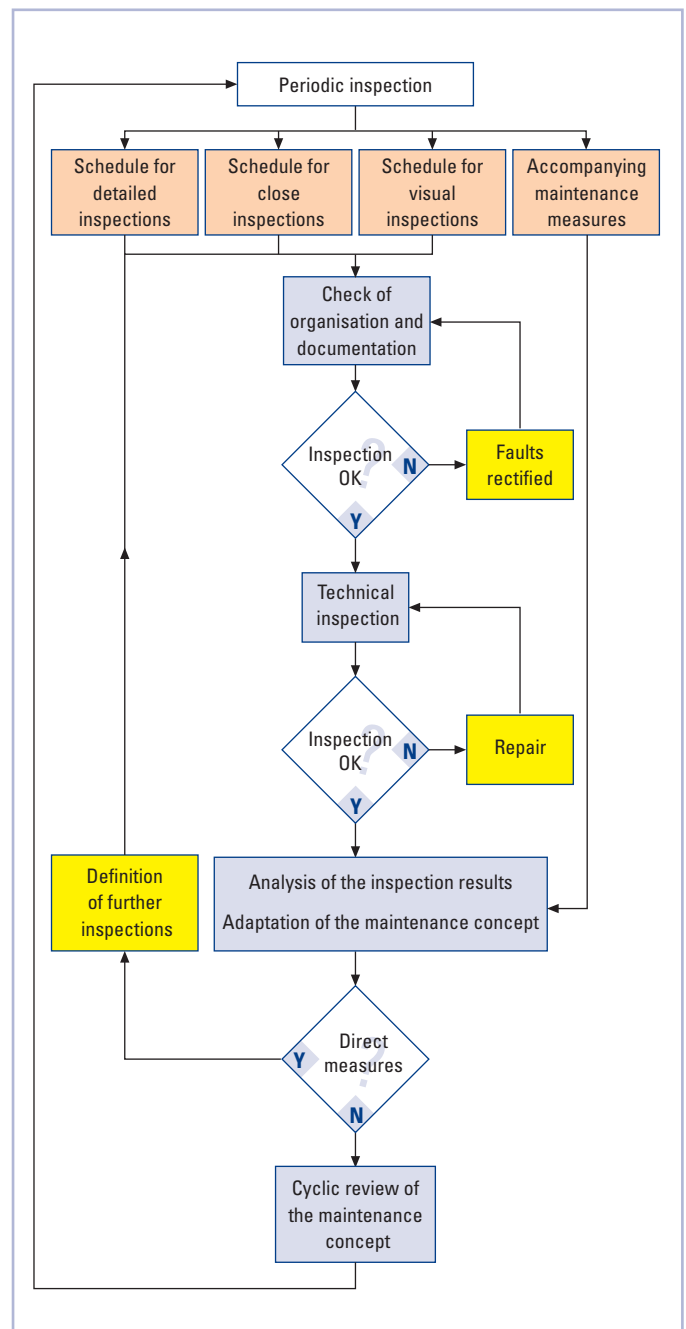 Periodic inspection
Schedule for
detailed
inspections
Schedule for
close
inspections
Schedule for
visual
inspections
Accompanying
maintenance
measures
Check of
organisation and
documentation
Inspection
OK
?
N
Y
Faults
rectified
Technical
inspection
Inspection
OK
?
N
Y
Repair
Definition
of further
inspections
Analysis of the inspection results
Adaptation of the maintenance concept
Direct
measures
?
Y
N
Cyclic review of
the maintenance
concept